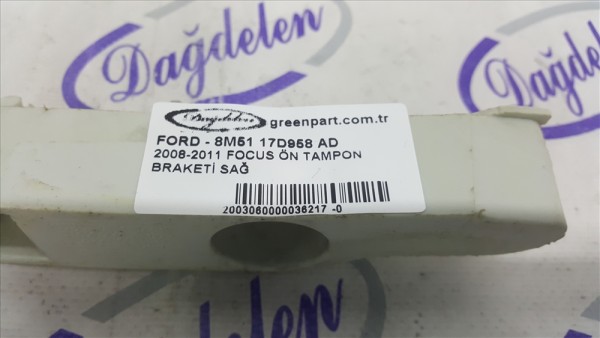 Dağdelen
Dağdelen
Dağdelen greenpart.com.tr
FORD - 8M51 17D958 AD
2008-2011 FOCUS ÖN TAMPON
BRAKETİ SAĞ
2003060000036217 -0